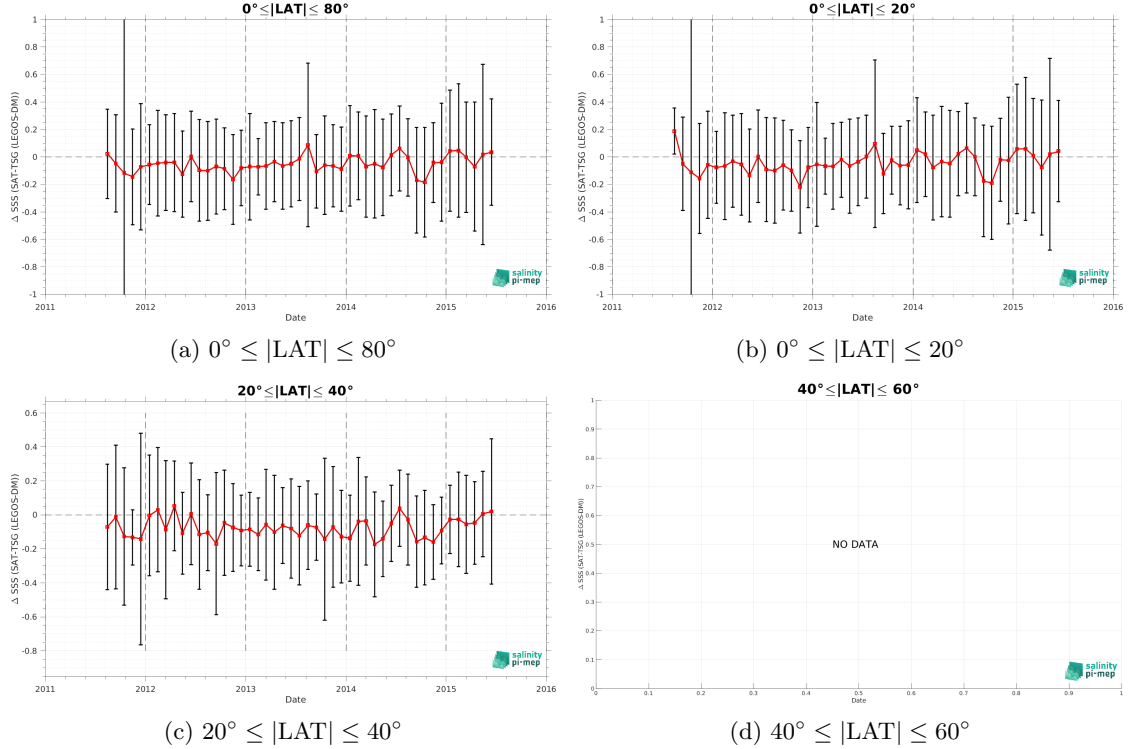 0°≤|LAT|≤ 80°
Δ SSS (SAT-TSG (LEGOS-DM))
1
0.8
0.6
0.4
0.2
0
-0.2
-0.4
-0.6
-0.8
-1
2011 2012 2013 2014 2015 2016
Date
salinity
pi-mep
(a) 0° ≤ |LAT| ≤ 80°
0°≤|LAT|≤ 20°
Δ SSS (SAT-TSG (LEGOS-DM))
1
0.8
0.6
0.4
0.2
0
-0.2
-0.4
-0.6
-0.8
-1
2011 2012 2013 2014 2015 2016
Date
salinity
pi-mep
(b) 0° ≤ |LAT| ≤ 20°
20°≤|LAT|≤ 40°
Δ SSS (SAT-TSG (LEGOS-DM))
0.6
0.4
0.2
0
-0.2
-0.4
-0.6
-0.8
2011 2012 2013 2014 2015 2016
Date
salinity
pi-mep
(c) 20° ≤ |LAT| ≤ 40°
40°≤|LAT|≤ 60°
Δ SSS (SAT-TSG (LEGOS-DM))
1
0.9
0.8
0.7
0.6
0.5
0.4
0.3
0.2
0.1
0
NO DATA
0 0.1 0.2 0.3 0.4 0.5 0.6 0.7 0.8 0.9 1
Date
salinity
pi-mep
(d) 40° ≤ |LAT| ≤ 60°